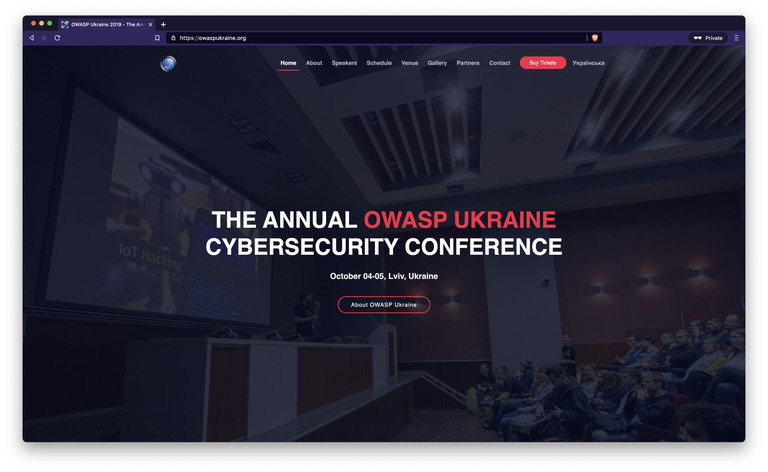 OWASP Ukraine 2019 - The An
https://owaspukraine.org
Private
Home
About
Speakers
Schedule
Venue
Gallery
Partners
Contact
Buy Tickets
Українська
THE ANNUAL OWASP UKRAINE
CYBERSECURITY CONFERENCE
IoT Hacking
October 04-05, Lviv, Ukraine
About OWASP Ukraine